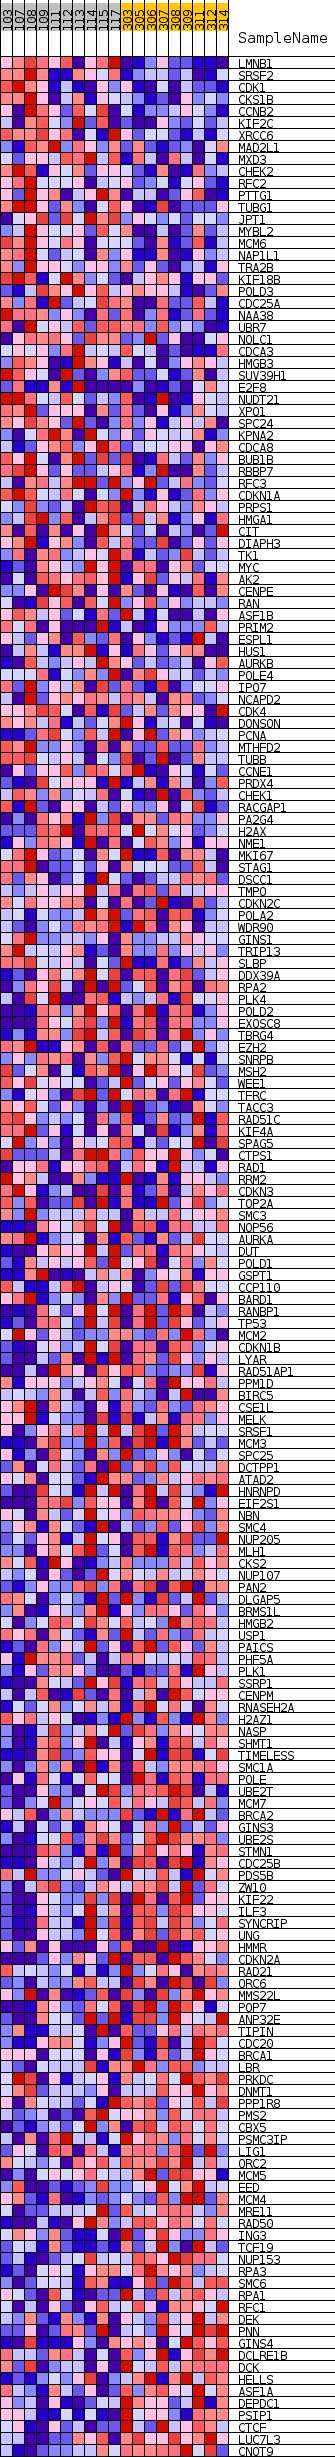 107 108 109 111 112 113 114 115 117 303 305 306 307 308 309 311 312 314
SampleName
LMNB1
SRSF2
CDK1
CKS1B
CCNB2
KIF2C
XRCC6
MAD2L1
MXD3
CHEK2
RFC2
PTTG1
TUBG1
JPT1
MYBL2
MCM6
NAP1L1
TRA2B
KIF18B
POLD3
CDC25A
NAA38
UBR7
NOLC1
CDCA3
HMGB3
SUV39H1
E2F8
NUDT21
XPO1
SPC24
KPNA2
CDCA8
BUB1B
RBBP7
RFC3
CDKN1A
PRPS1
HMGA1
CIT
DIAPH3
TK1
MYC
AK2
CENPE
RAN
ASF1B
PRIM2
ESPL1
HUS1
AURKB
POLE4
IPO7
NCAPD2
CDK4
DONSON
PCNA
MTHFD2
TUBB
CCNE1
PRDX4
CHEK1
RACGAP1
PA2G4
H2AX
NME1
MKI67
STAG1
DSCC1
TMPO
CDKN2C
POLA2
WDR90
GINS1
TRIP13
SLBP
DDX39A
RPA2
PLK4
POLD2
EXOSC8
TBRG4
EZH2
SNRPB
MSH2
WEE1
TFRC
TACC3
RAD51C
KIF4A
SPAG5
CTPS1
RAD1
RRM2
CDKN3
TOP2A
SMC3
NOP56
AURKA
DUT
POLD1
GSPT1
CCP110
BARD1
RANBP1
TP53
MCM2
CDKN1B
LYAR
RAD51AP1
PPM1D
BIRC5
CSE1L
MELK
SRSF1
MCM3
SPC25
DCTPP1
ATAD2
HNRNPD
EIF2S1
NBN
SMC4
NUP205
MLH1
CKS2
NUP107
PAN2
DLGAP5
BRMS1L
HMGB2
USP1
PAICS
PHF5A
PLK1
SSRP1
CENPM
RNASEH2A
H2AZ1
NASP
SHMT1
TIMELESS
SMC1A
POLE
UBE2T
MCM7
BRCA2
GINS3
UBE2S
STMN1
CDC25B
PDS5B
ZW10
KIF22
ILF3
SYNCRIP
UNG
HMMR
CDKN2A
RAD21
ORC6
MMS22L
POP7
ANP32E
TIPIN
CDC20
BRCA1
LBR
PRKDC
DNMT1
PPP1R8
PMS2
CBX5
PSMC3IP
LIG1
ORC2
MCM5
EED
MCM4
MRE11
RAD50
ING3
TCF19
NUP153
RPA3
SMC6
RPA1
RFC1
DEK
PNN
GINS4
DCLRE1B
DCK
HELLS
ASF1A
DEPDC1
PSIP1
CTCF
LUC7L3
CNOT9